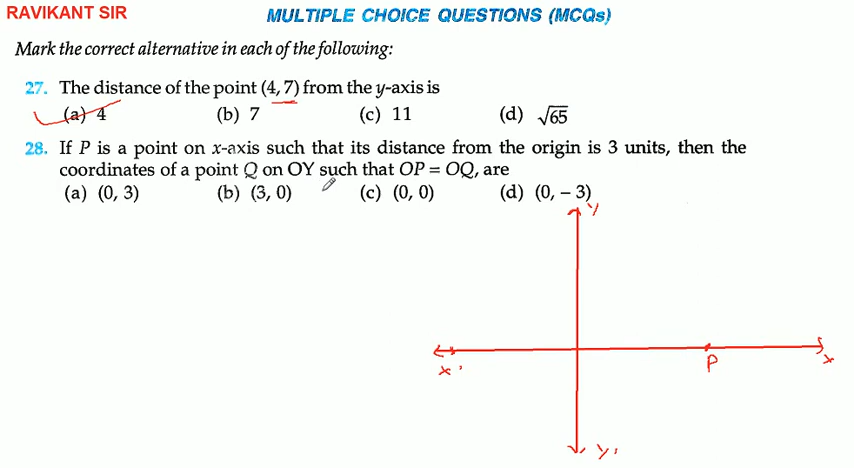 RAVIKANT SIR
MULTIPLE CHOICE QUESTIONS (MCQs)
Mark the correct alternative in each of the following:
27. The distance of the point (4, 7) from the y-axis is
(a) 4 (b) 7 (c) 11 (d) √65
28. If P is a point on x-axis such that its distance from the origin is 3 units, then the
coordinates of a point Q on OY such that OP = OQ, are
(a) (0, 3) (b) (3, 0) (c) (0, 0) (d) (0, – 3)
Y
X' P X
Y'